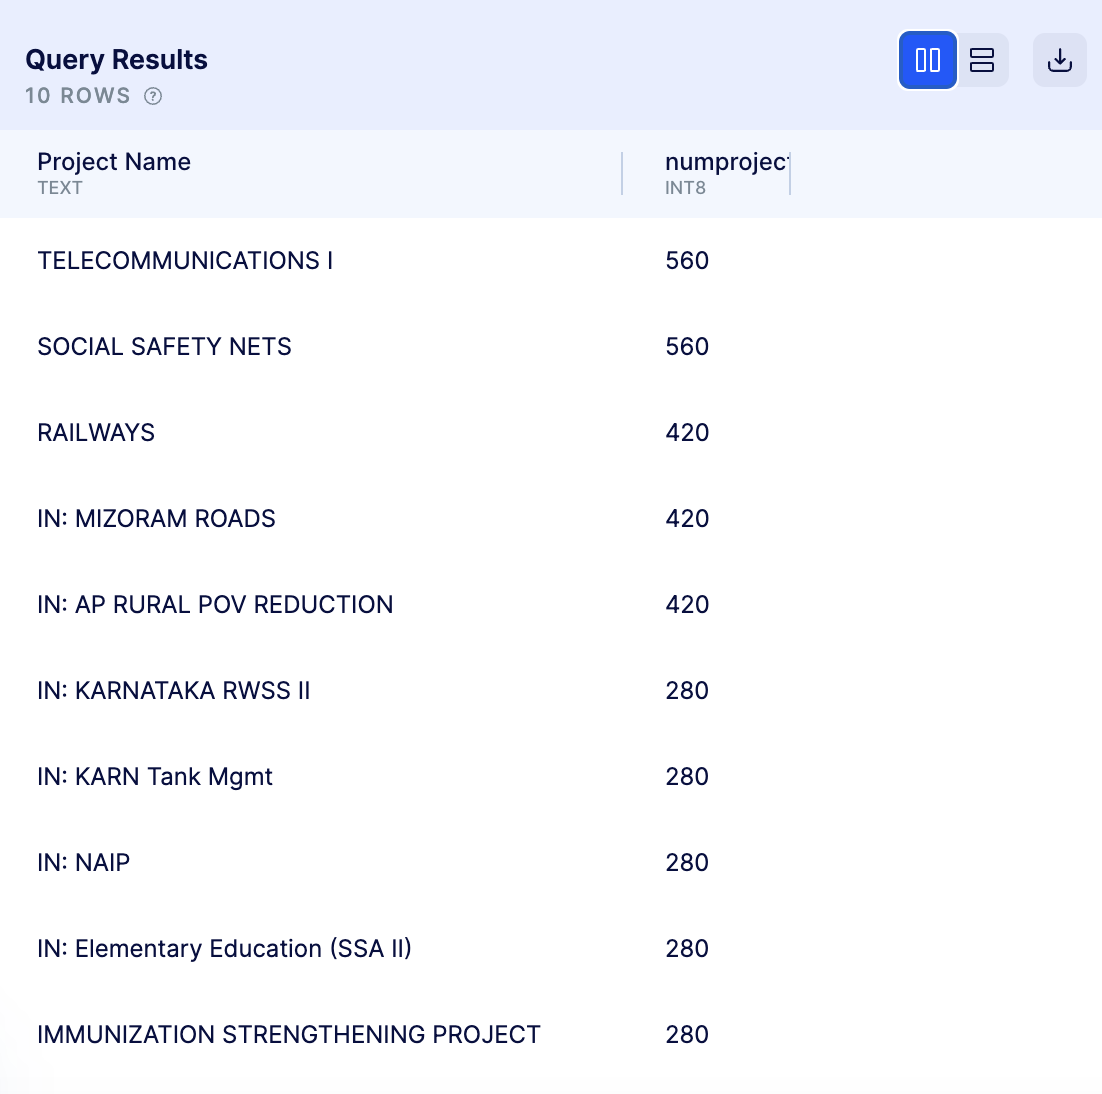 Query Results
10 ROWS ?
Project Name numproject
TEXT INT8
TELECOMMUNICATIONS I 560
SOCIAL SAFETY NETS 560
RAILWAYS 420
IN: MIZORAM ROADS 420
IN: AP RURAL POV REDUCTION 420
IN: KARNATAKA RWSS II 280
IN: KARN Tank Mgmt 280
IN: NAIP 280
IN: Elementary Education (SSA II) 280
IMMUNIZATION STRENGTHENING PROJECT 280